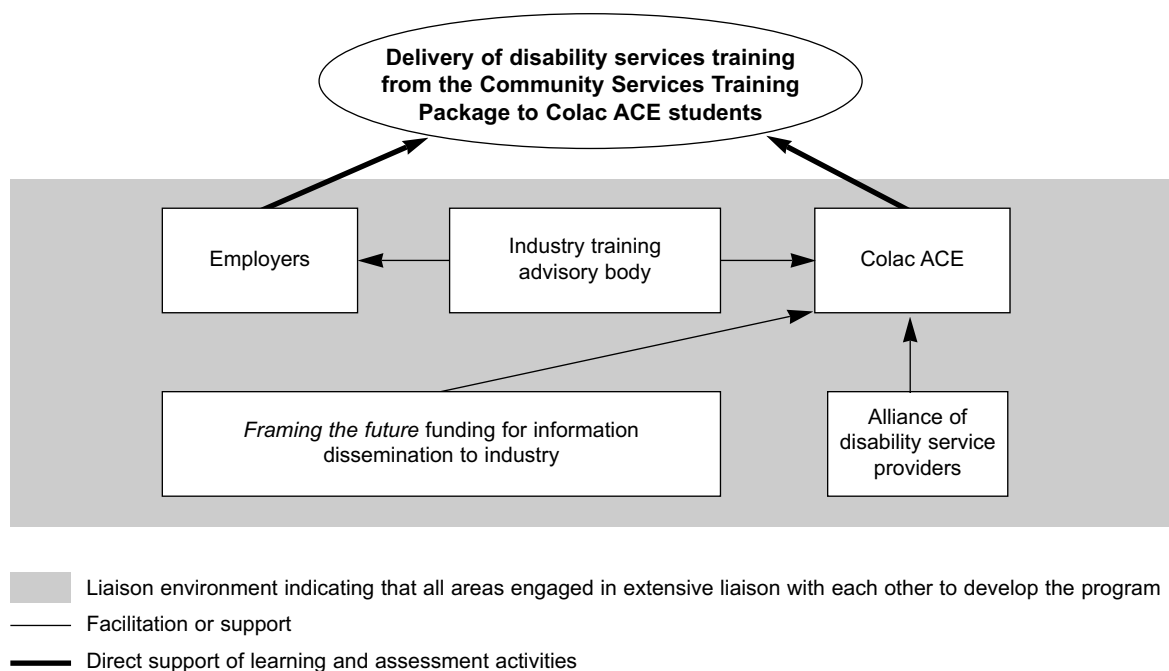 Delivery of disability services training
from the Community Services Training
Package to Colac ACE students
Employers
Industry training
advisory body
Colac ACE
Framing the future funding for information
dissemination to industry
Alliance of
disability service
providers
Liaison environment indicating that all areas engaged in extensive liaison with each other to develop the program
Facilitation or support
Direct support of learning and assessment activities